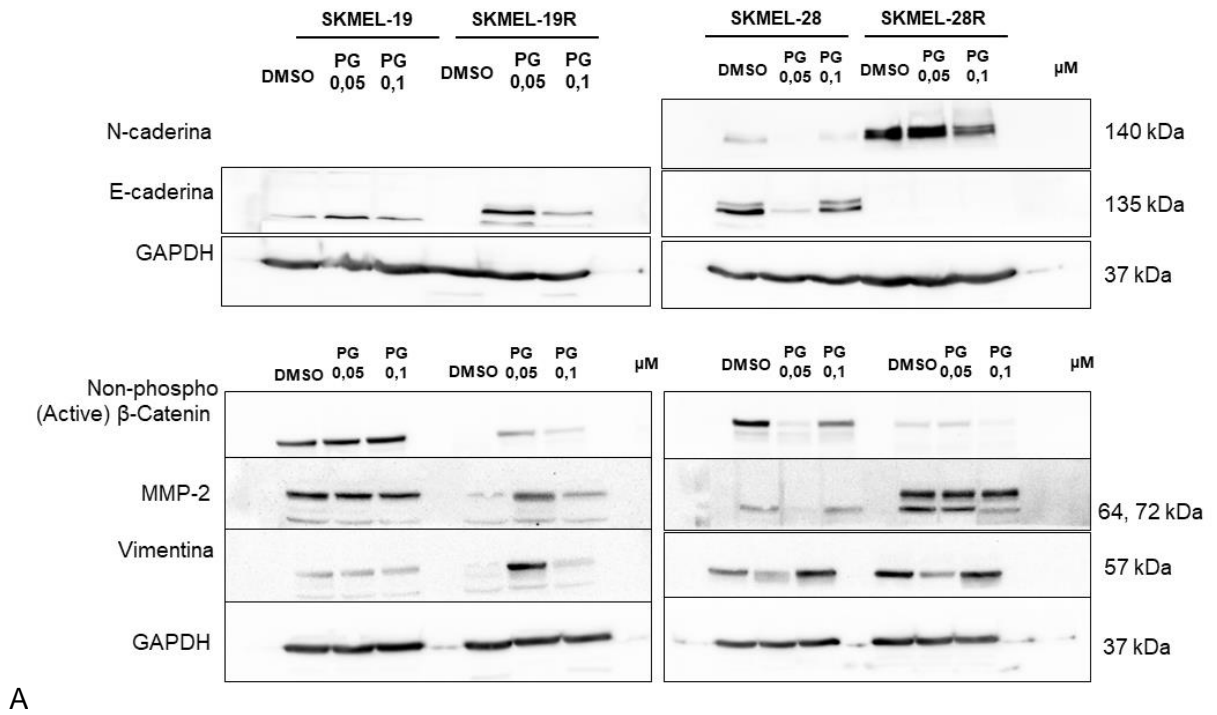 SKMEL-19 SKMEL-19R SKMEL-28 SKMEL-28R
DMSO PG 0,05 PG 0,1 DMSO PG 0,05 PG 0,1 DMSO PG 0,05 PG 0,1 DMSO PG 0,05 PG 0,1 µM
N-caderina 140 kDa
E-caderina 135 kDa
GAPDH 37 kDa
DMSO PG 0,05 PG 0,1 DMSO PG 0,05 PG 0,1 µM DMSO PG 0,05 PG 0,1 DMSO PG 0,05 PG 0,1 µM
Non-phospho
(Active) β-Catenin
MMP-2 64, 72 kDa
Vimentina 57 kDa
GAPDH 37 kDa
A